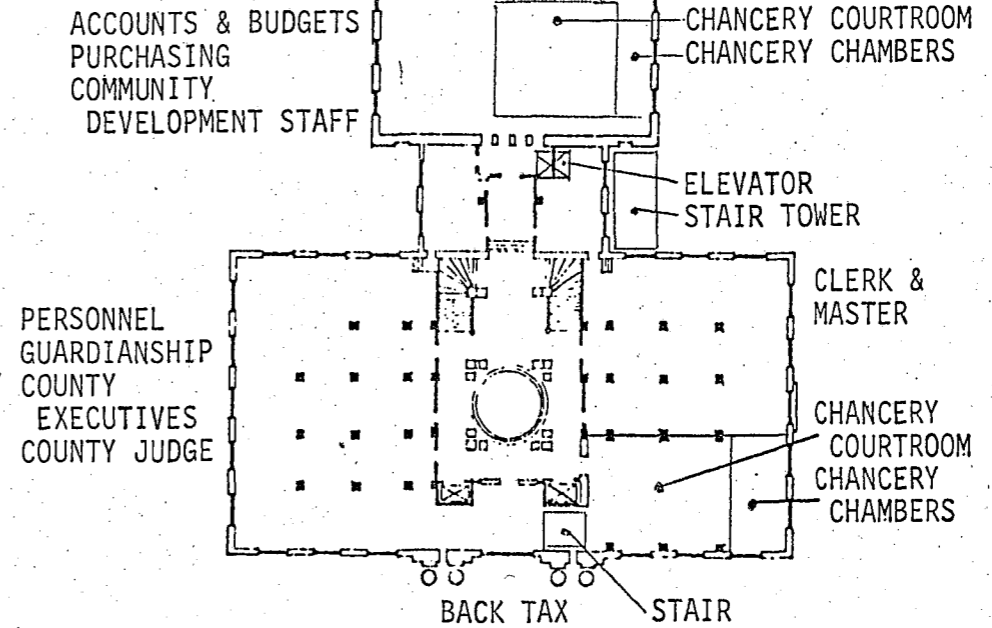 ACCOUNTS & BUDGETS
PURCHASING
COMMUNITY
DEVELOPMENT STAFF
CHANCERY COURTROOM
CHANCERY CHAMBERS
ELEVATOR
STAIR TOWER
CLERK &
MASTER
PERSONNEL
GUARDIANSHIP
COUNTY
EXECUTIVES
COUNTY JUDGE
CHANCERY
COURTROOM
CHANCERY
CHAMBERS
BACK TAX
STAIR